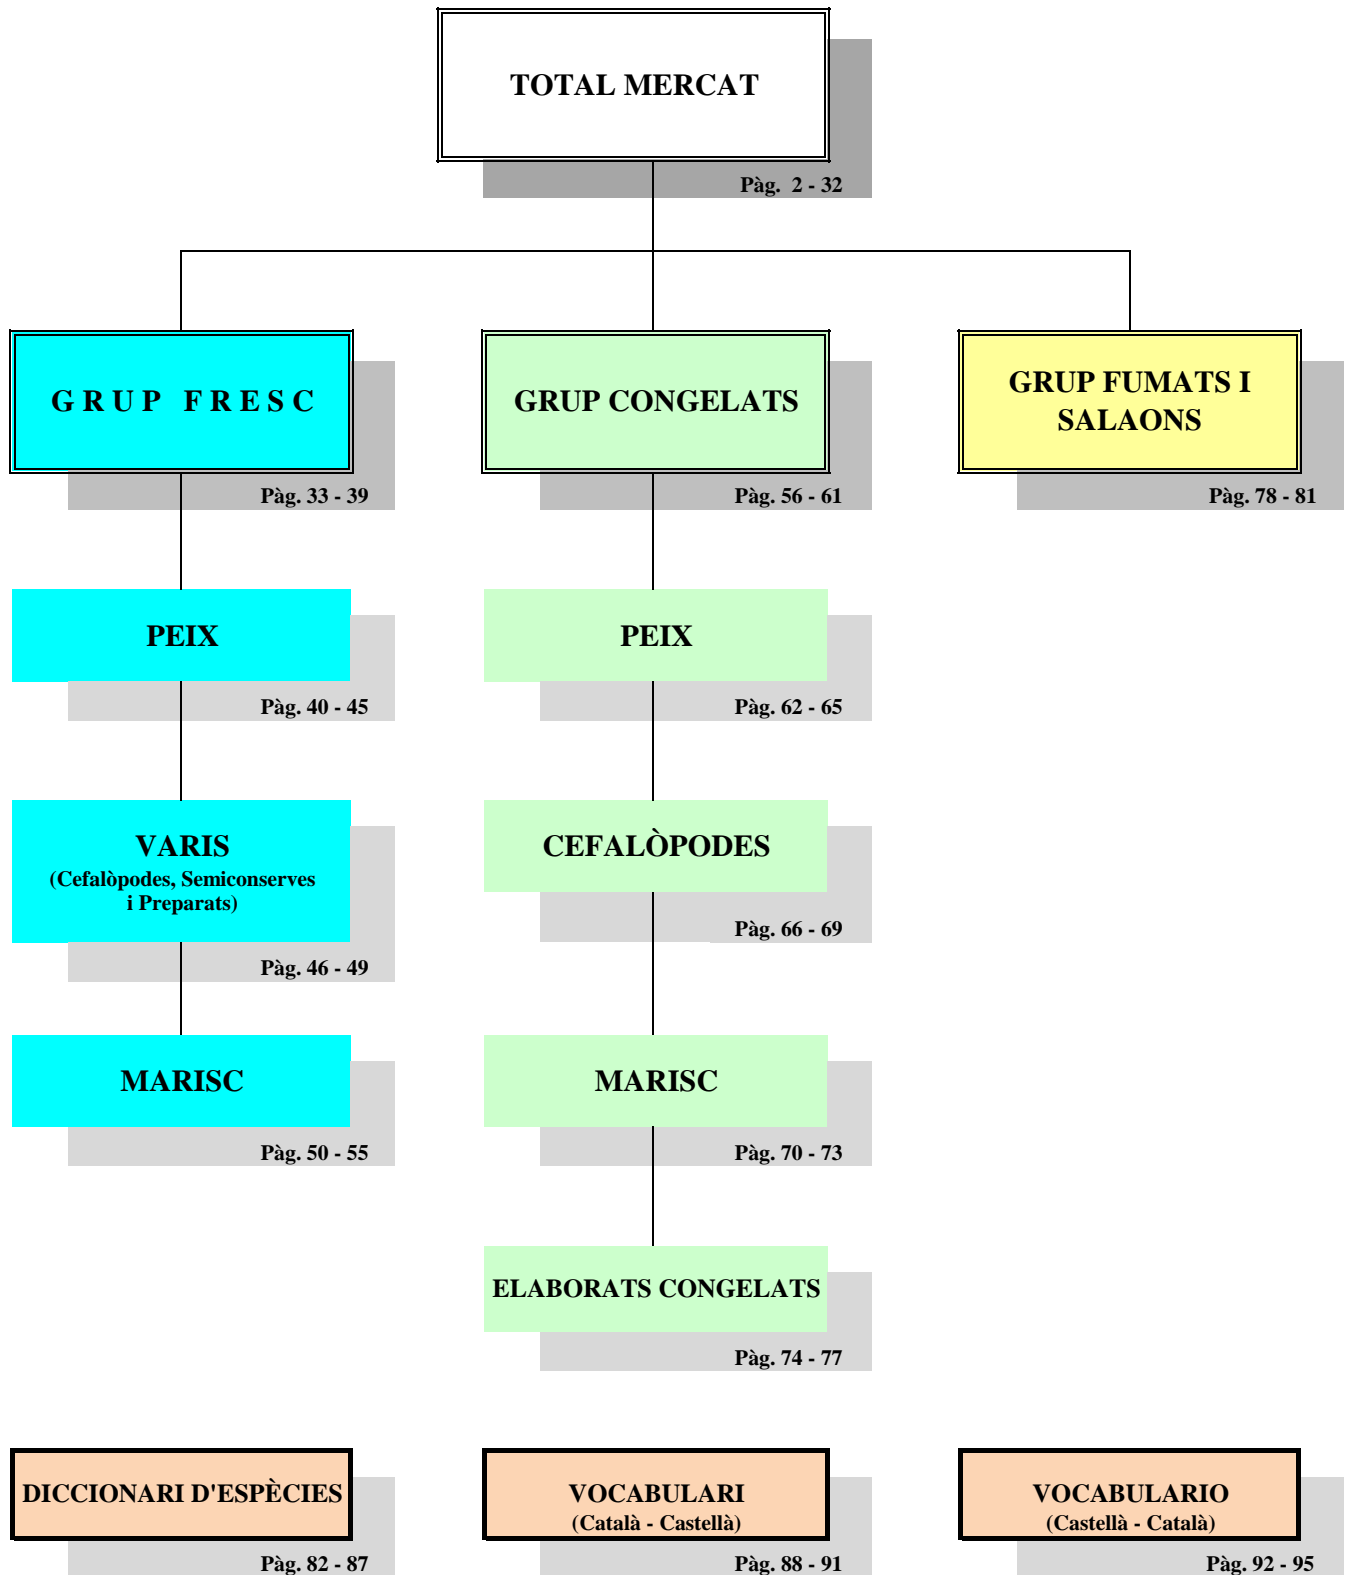 TOTAL MERCAT
Pàg. 2 - 32
G R U P F R E S C
Pàg. 33 - 39
GRUP CONGELATS
Pàg. 56 - 61
GRUP FUMATS I
SALAONS
Pàg. 78 - 81
PEIX
Pàg. 40 - 45
PEIX
Pàg. 62 - 65
VARIS
(Cefalòpodes, Semiconserves
i Preparats)
Pàg. 46 - 49
CEFALÒPODES
Pàg. 66 - 69
MARISC
Pàg. 50 - 55
MARISC
Pàg. 70 - 73
ELABORATS CONGELATS
Pàg. 74 - 77
DICCIONARI D'ESPÈCIES
Pàg. 82 - 87
VOCABULARI
(Català - Castellà)
Pàg. 88 - 91
VOCABULARIO
(Castellà - Català)
Pàg. 92 - 95